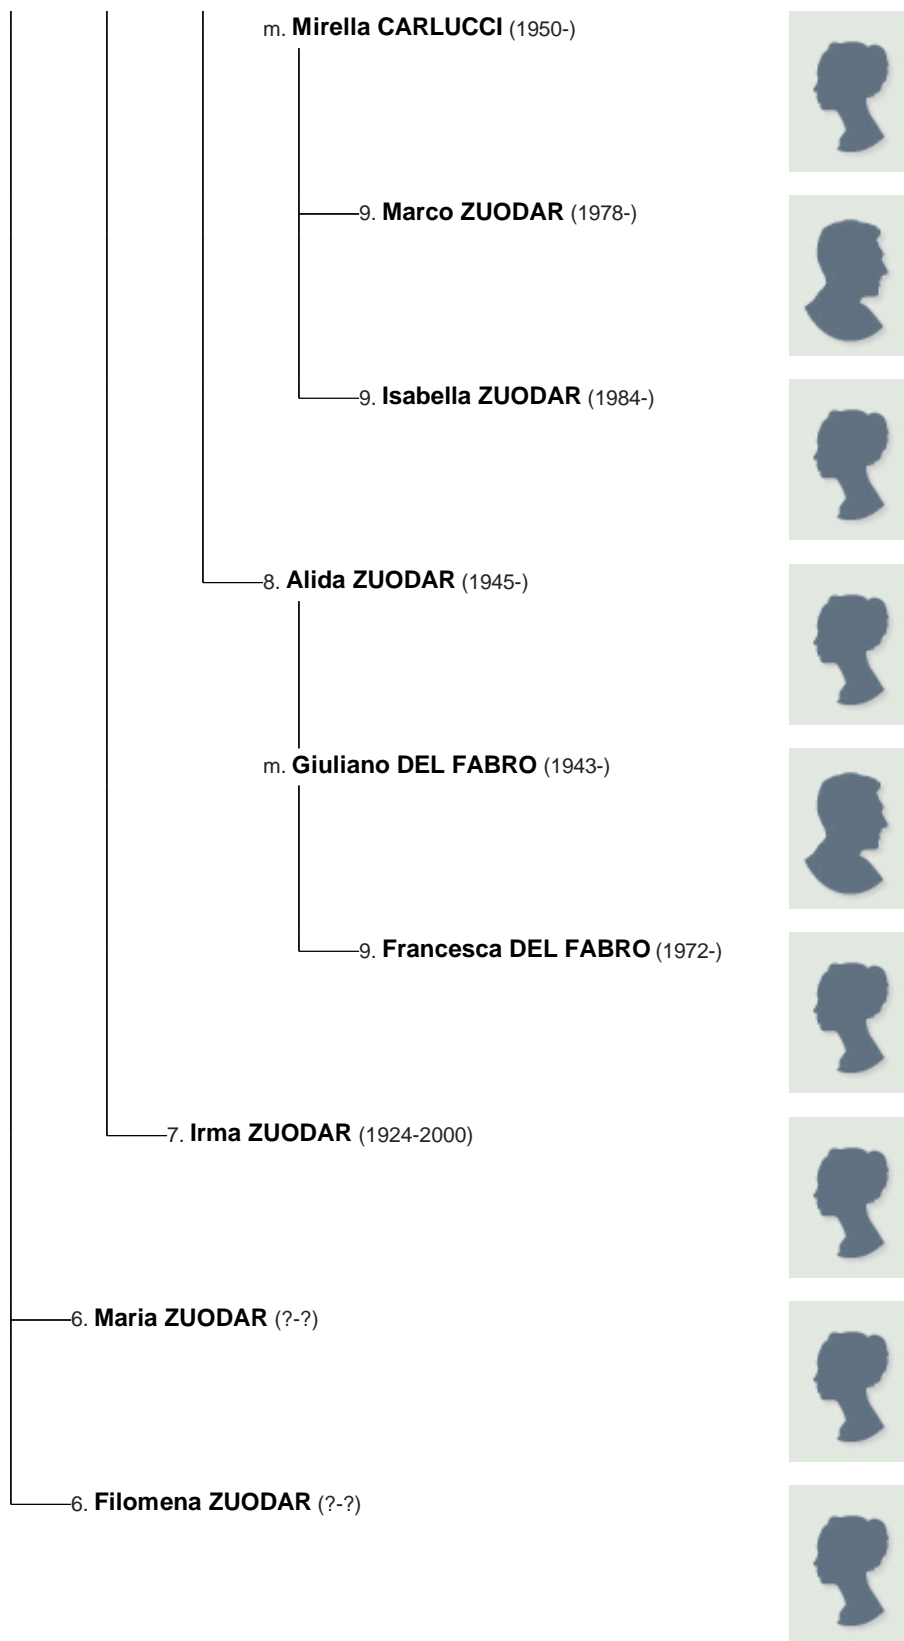 m. Mirella CARLUCCI (1950-)
9. Marco ZUODAR (1978-)
9. Isabella ZUODAR (1984-)
8. Alida ZUODAR (1945-)
m. Giuliano DEL FABRO (1943-)
9. Francesca DEL FABRO (1972-)
7. Irma ZUODAR (1924-2000)
6. Maria ZUODAR (?-?)
6. Filomena ZUODAR (?-?)